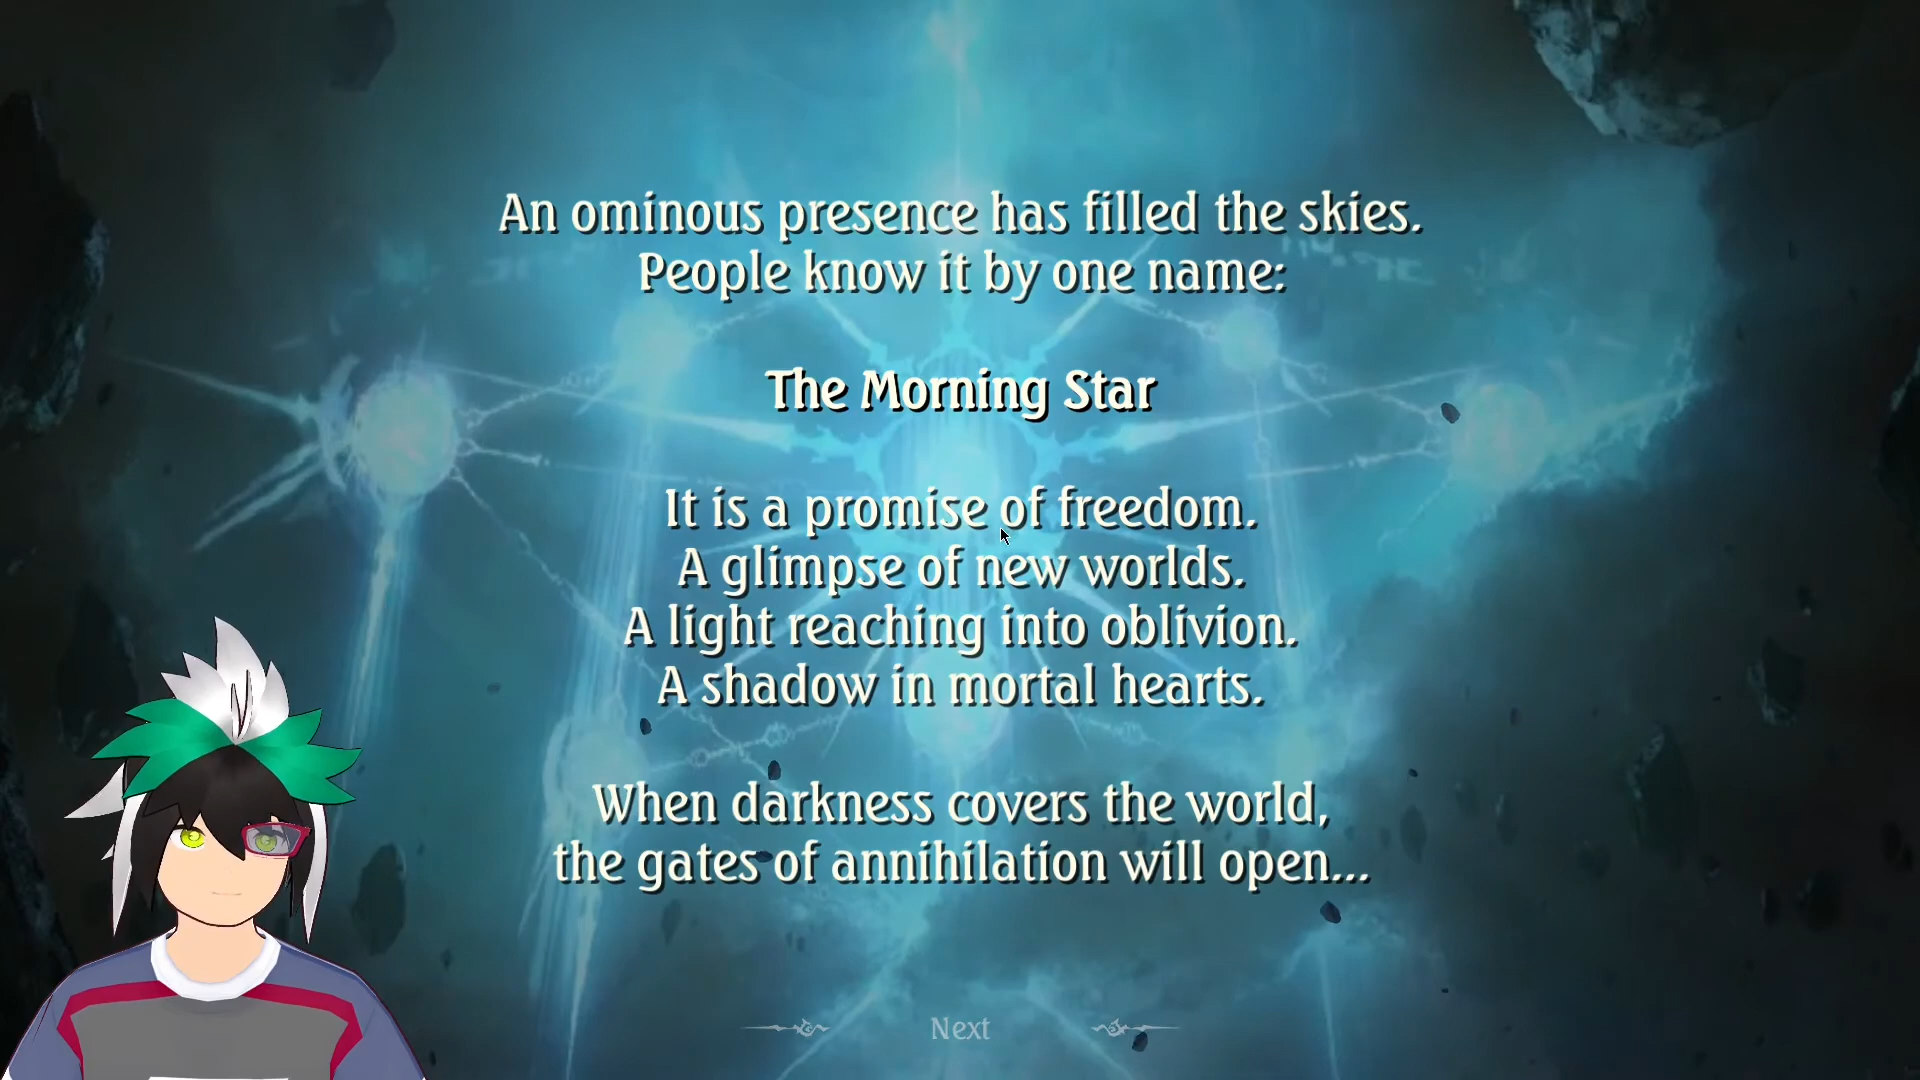 An ominous presence has filled the skies.
People know it by one name:
The Morning Star
It is a promise of freedom.
A glimpse of new worlds.
A light reaching into oblivion.
A shadow in mortal hearts.
When darkness covers the world,
the gates of annihilation will open...
Next